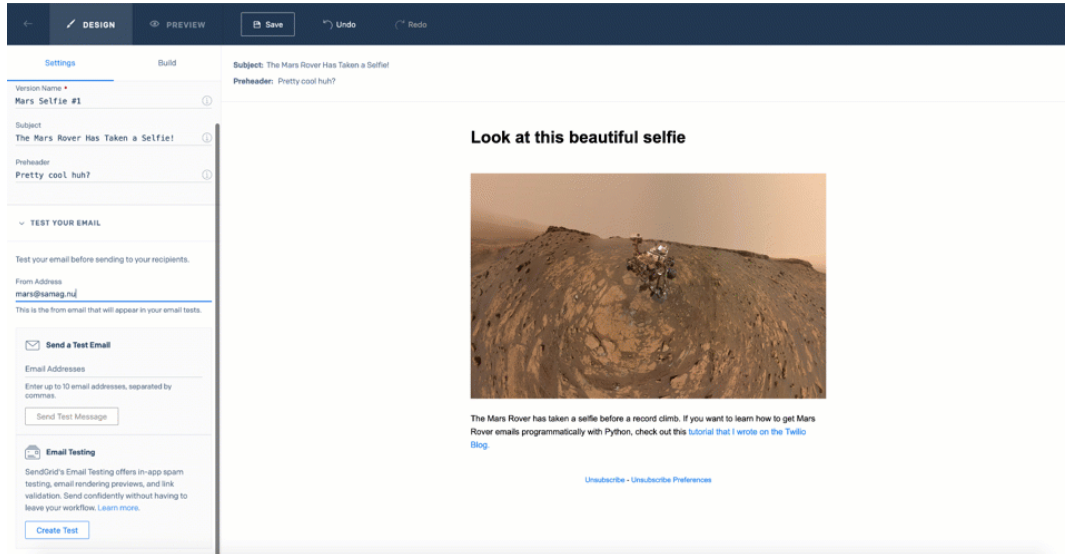 DESIGN
PREVIEW
Save
Undo
Redo
Settings
Build
Version Name •
Mars Selfie #1
Subject
The Mars Rover Has Taken a Selfie!
Preheader
Pretty cool huh?
TEST YOUR EMAIL
Test your email before sending to your recipients.
From Address
mars@samag.nu
This is the from email that will appear in your email tests.
Send a Test Email
Email Addresses
Enter up to 10 email addresses, separated by
commas.
Send Test Message
Email Testing
SendGrid's Email Testing offers in-app spam
testing, email rendering previews, and link
validation. Send confidently without having to
leave your workflow. Learn more.
Create Test
Subject: The Mars Rover Has Taken a Selfie!
Preheader: Pretty cool huh?
Look at this beautiful selfie
The Mars Rover has taken a selfie before a record climb. If you want to learn how to get Mars
Rover emails programmatically with Python, check out this tutorial that I wrote on the Twilio
Blog.
Unsubscribe - Unsubscribe Preferences